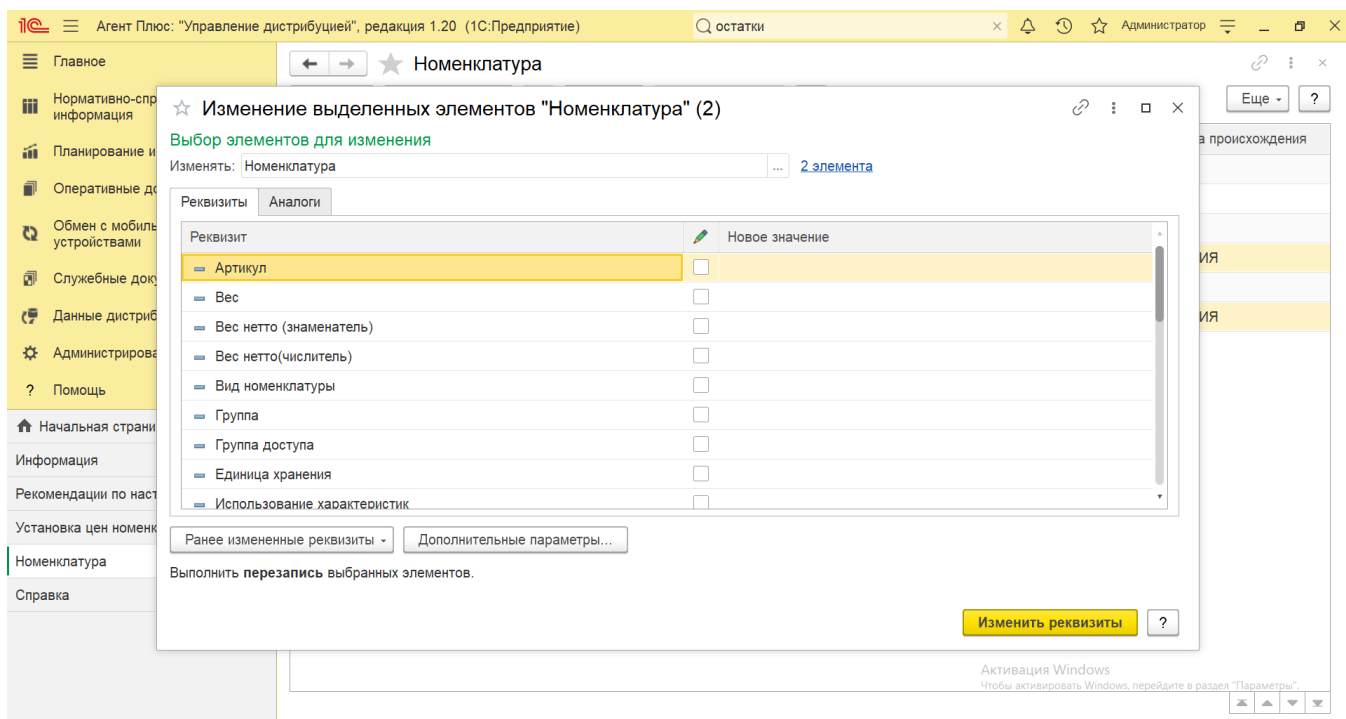 1С Агент Плюс: "Управление дистрибуцией", редакция 1.20 (1С:Предприятие) остатки Администратор
Главное
Номенклатура
Нормативно-спр
информация
Изменение выделенных элементов "Номенклатура" (2)
Еще ?
Выбор элементов для изменения
Планирование и
а происхождения
Изменять: Номенклатура ... 2 элемента
Оперативные до
Реквизиты Аналоги
Обмен с мобиль
устройствами
Реквизит Новое значение
ИЯ
Артикул
Служебные доку
Вес
Данные дистриб
ИЯ
Вес нетто (знаменатель)
Администрирова
Вес нетто(числитель)
? Помощь
Вид номенклатуры
Группа
Начальная страни
Группа доступа
Информация
Единица хранения
Рекомендации по наст
Использование характеристик
Установка цен номенк
Ранее измененные реквизиты Дополнительные параметры...
Номенклатура
Выполнить перезапись выбранных элементов.
Справка
Изменить реквизиты ?
Активация Windows
Чтобы активировать Windows, перейдите в раздел "Параметры".